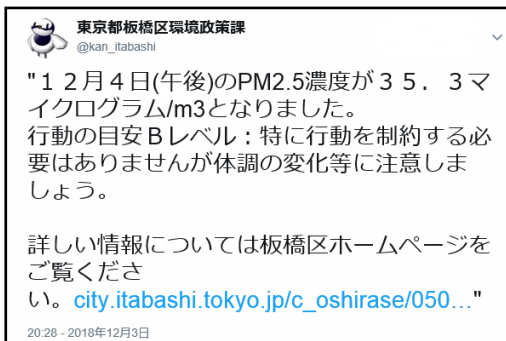 東京都板橋区環境政策課
@kan_itabashi
"１２月４日(午後)のPM2.5濃度が３５．３マ
イクログラム/m3となりました。
行動の目安Ｂレベル：特に行動を制約する必
要はありませんが体調の変化等に注意しま
しょう。
詳しい情報については板橋区ホームページを
ご覧くださ
い。city.itabashi.tokyo.jp/c_oshirase/050…"
20:28 - 2018年12月3日